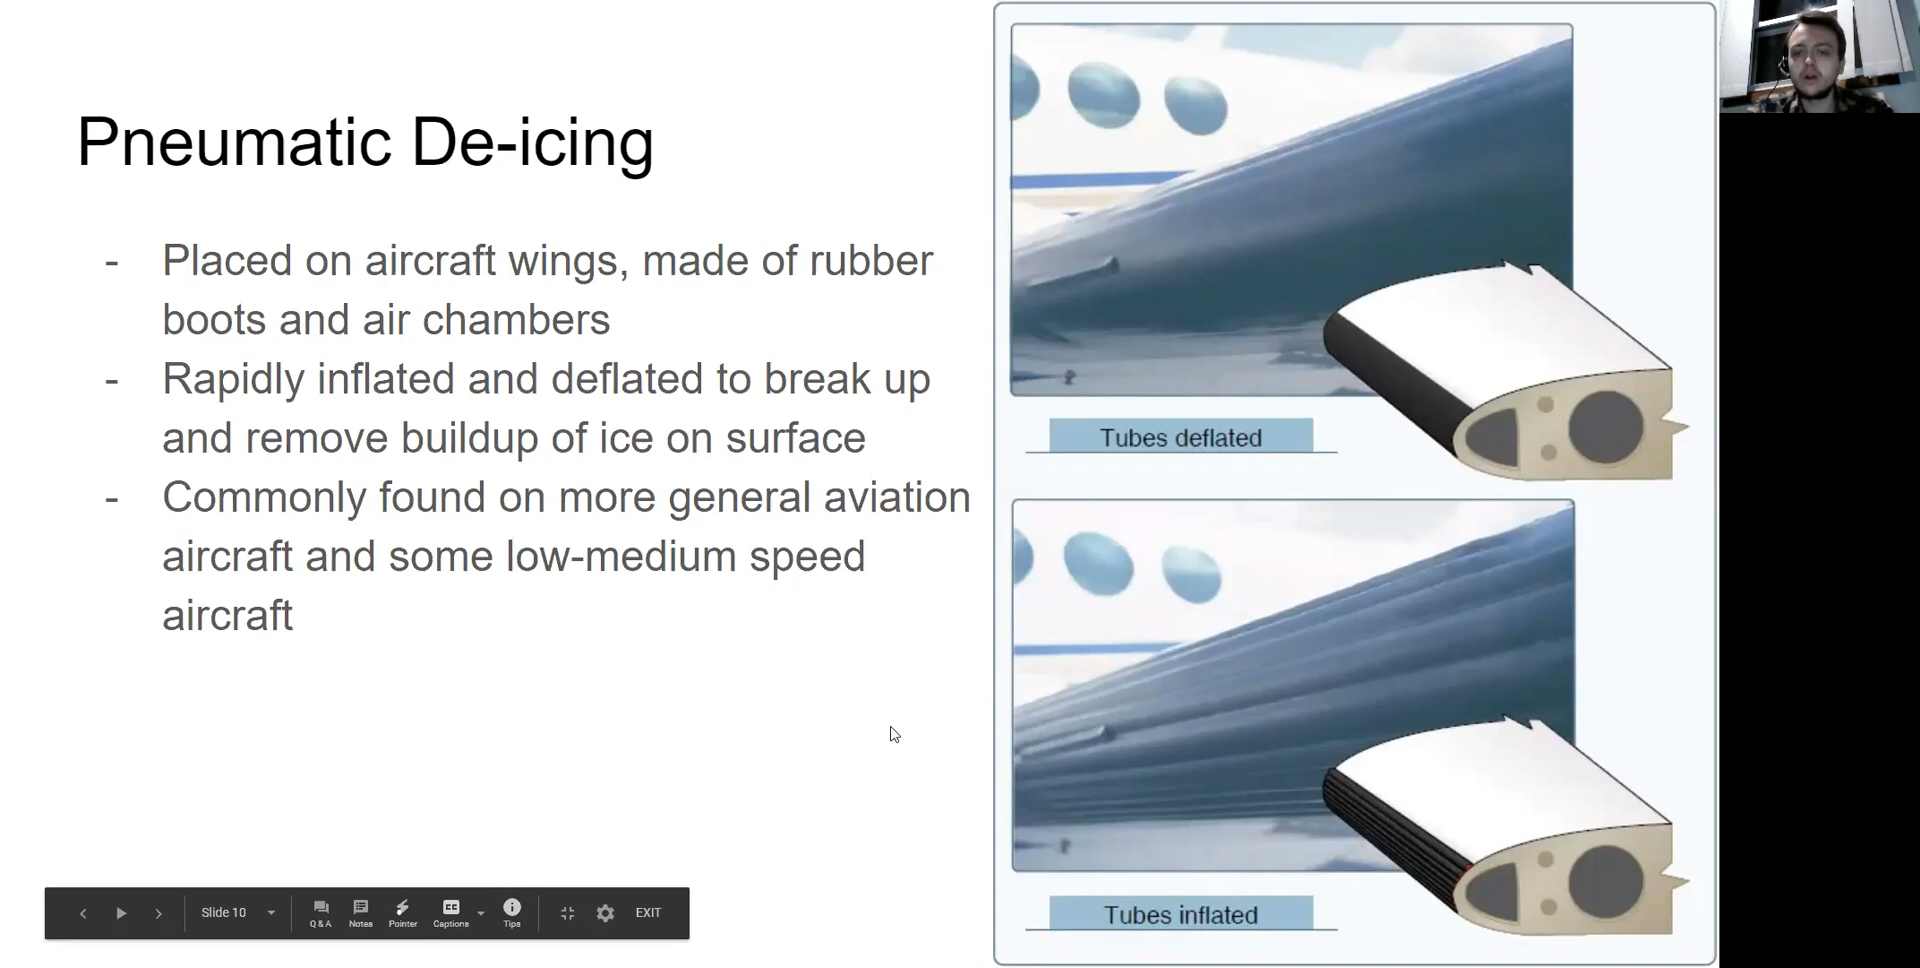 Pneumatic De-icing
- Placed on aircraft wings, made of rubber
boots and air chambers
- Rapidly inflated and deflated to break up
and remove buildup of ice on surface
- Commonly found on more general aviation
aircraft and some low-medium speed
aircraft
Tubes deflated
Tubes inflated
Slide 10
Q & A
Notes
Pointer
Captions
Tips
EXIT